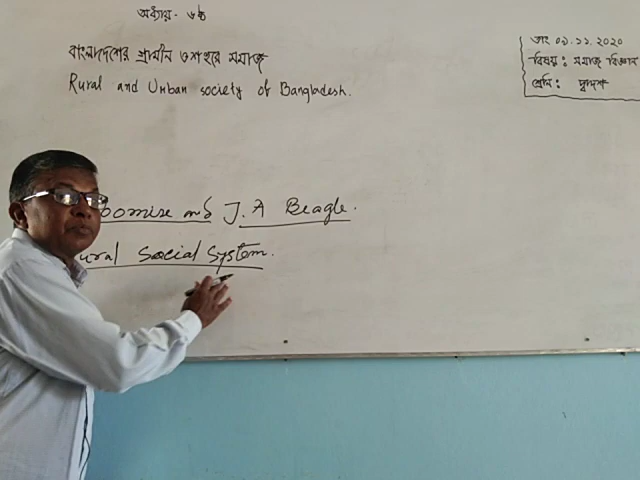 অধ্যায় - ৬ষ্ঠ
বাংলাদেশের গ্রামীন ও শহুরে সমাজ
Rural and Urban society of Bangladesh.
তাং ০৯.১১.২০২০
বিষয়: সমাজ বিজ্ঞান
শ্রেনি: দ্বাদশ
oomise and J.A Beagle.
ural Social System.